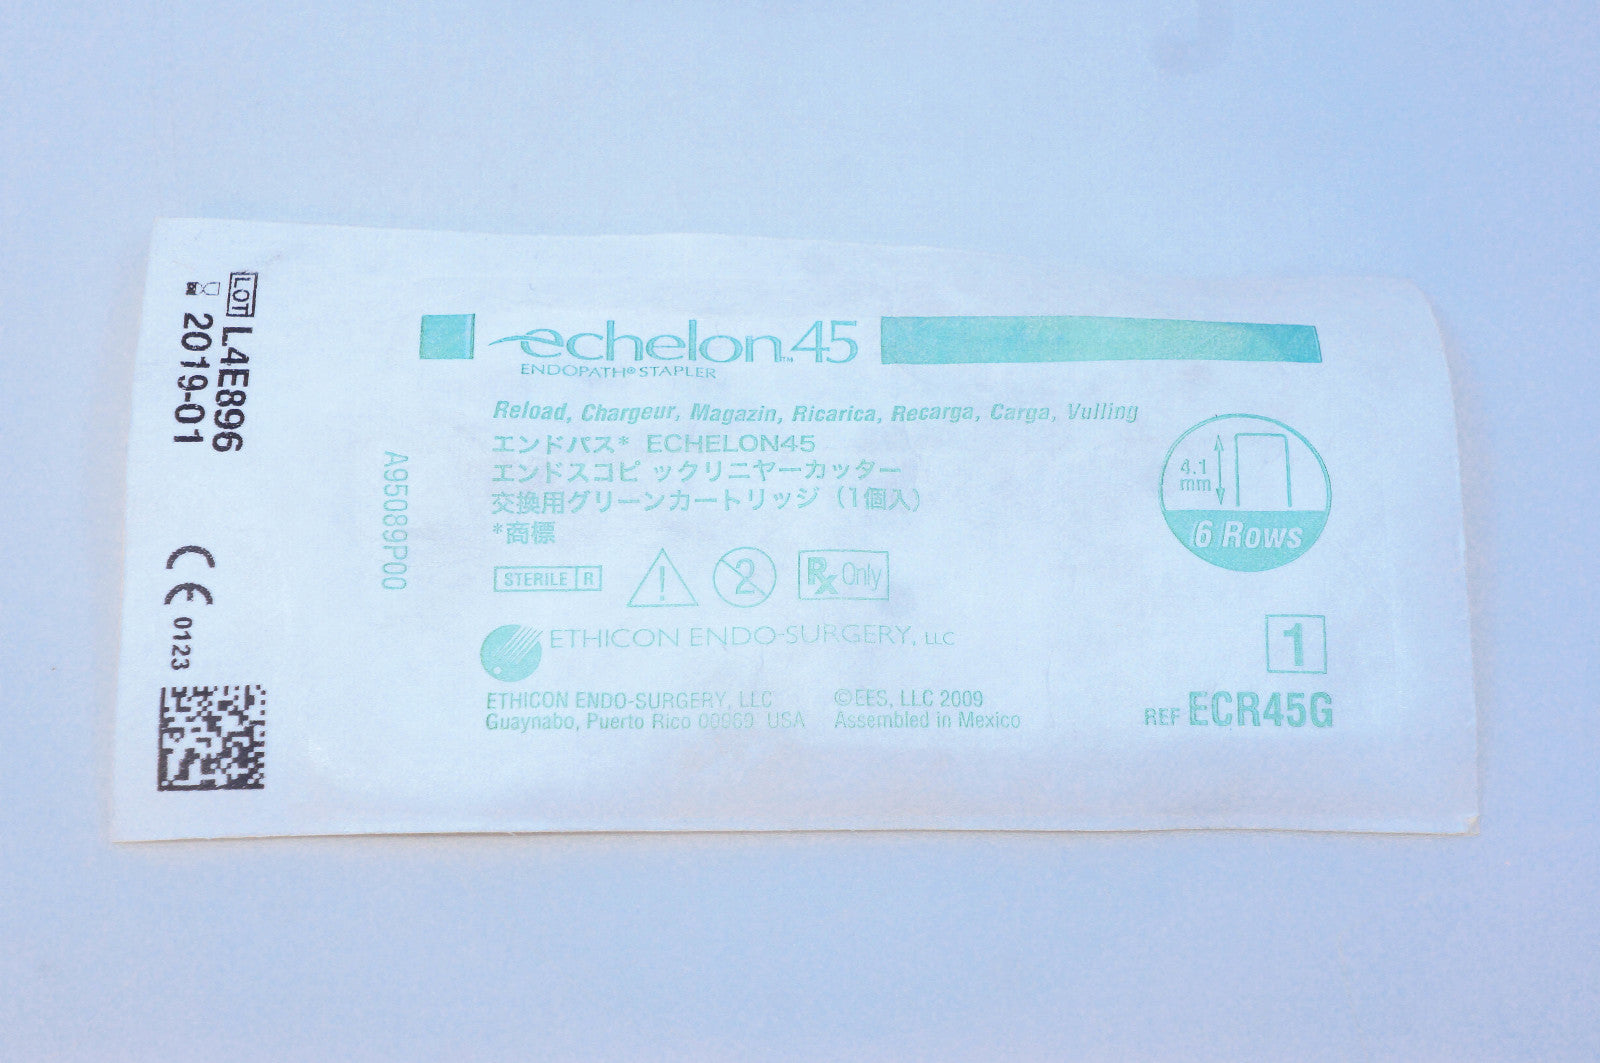 LOT L4E896
2019-01
CE 0123
A95089P00
echelon™45
ENDOPATH® STAPLER
Reload, Chargeur, Magazin, Ricarica, Recarga, Carga, Vulling
エンドパス* ECHELON45
エンドスコピックリニヤーカッター
交換用グリーンカートリッジ（1個入）
*商標
4.1
mm
6 Rows
STERILE R
2
Rx Only
ETHICON ENDO-SURGERY, LLC
1
ETHICON ENDO-SURGERY, LLC ©EES, LLC 2009
Guaynabo, Puerto Rico 00969 USA Assembled in Mexico
REF ECR45G